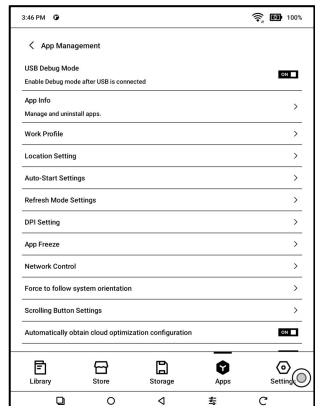 3:46 PM
100%
App Management
USB Debug Mode
Enable Debug mode after USB is connected
ON
App Info
Manage and uninstall apps.
Work Profile
Location Setting
Auto-Start Settings
Refresh Mode Settings
DPI Setting
App Freeze
Network Control
Force to follow system orientation
Scrolling Button Settings
Automatically obtain cloud optimization configuration
ON
Library
Store
Storage
Apps
Setting